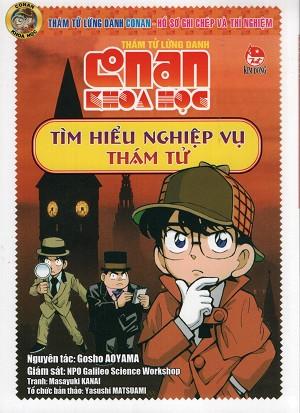 CONAN
KHOA HỌC
THÁM TỬ LỪNG DANH CONAN - HỒ SƠ GHI CHÉP VÀ THÍ NGHIỆM
THÁM TỬ LỪNG DANH
Conan
KHOA HỌC
KIM ĐỒNG
TÌM HIỂU NGHIỆP VỤ
THÁM TỬ
Nguyên tác: Gosho AOYAMA
Giám sát: NPO Galileo Science Workshop
Tranh: Masayuki KANAI
Tổ chức bản thảo: Yasushi MATSUAMI